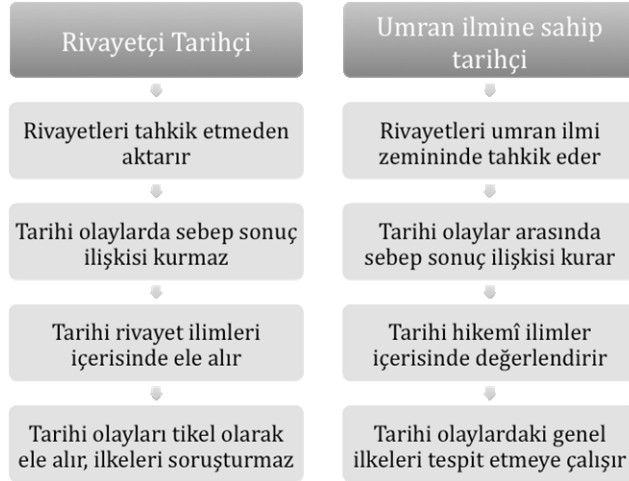 Rivayetçi Tarihçi
Rivayetleri tahkik etmeden
aktarır
Tarihi olaylarda sebep sonuç
ilişkisi kurmaz
Tarihi rivayet ilimleri
içerisinde ele alır
Tarihi olayları tikel olarak
ele alır, ilkeleri soruşturmaz
Umran ilmine sahip
tarihçi
Rivayetleri umran ilmi
zemininde tahkik eder
Tarihi olaylar arasında
sebep sonuç ilişkisi kurar
Tarihi hikemî ilimler
içerisinde değerlendirir
Tarihi olaylardaki genel
ilkeleri tespit etmeye çalışır